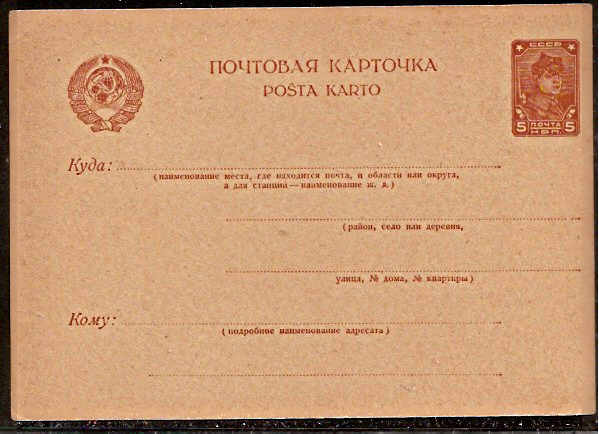 ПОЧТОВАЯ КАРТОЧКА
POŜTA KARTO
СССР
5 ПОЧТА 5
КОП.
Куда:
(наименование места, где находится почта, и области или округа,
а для станции — наименование ж. д.)
(район, село или деревня,
улица, № дома, № квартиры)
Кому:
(подробное наименование адресата)